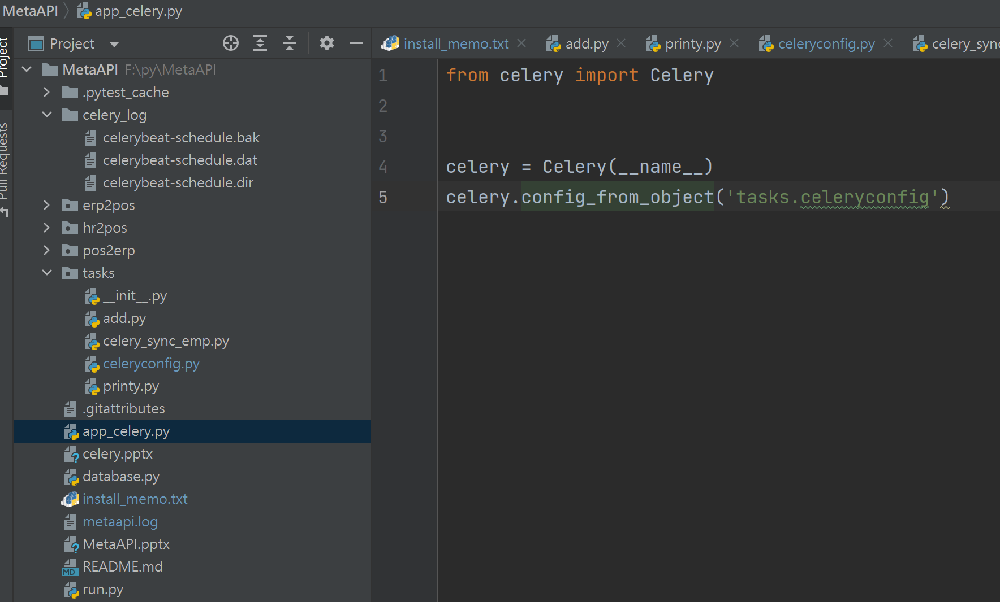 MetaAPI app_celery.py
Project
Pull Requests
Project
MetaAPI F:\py\MetaAPI
.pytest_cache
celery_log
celerybeat-schedule.bak
celerybeat-schedule.dat
celerybeat-schedule.dir
erp2pos
hr2pos
pos2erp
tasks
__init__.py
add.py
celery_sync_emp.py
celeryconfig.py
printy.py
.gitattributes
app_celery.py
celery.pptx
database.py
install_memo.txt
metaapi.log
MetaAPI.pptx
README.md
run.py
install_memo.txt add.py printy.py celeryconfig.py celery_sync
1 from celery import Celery
2
3
4 celery = Celery(__name__)
5 celery.config_from_object('tasks.celeryconfig')